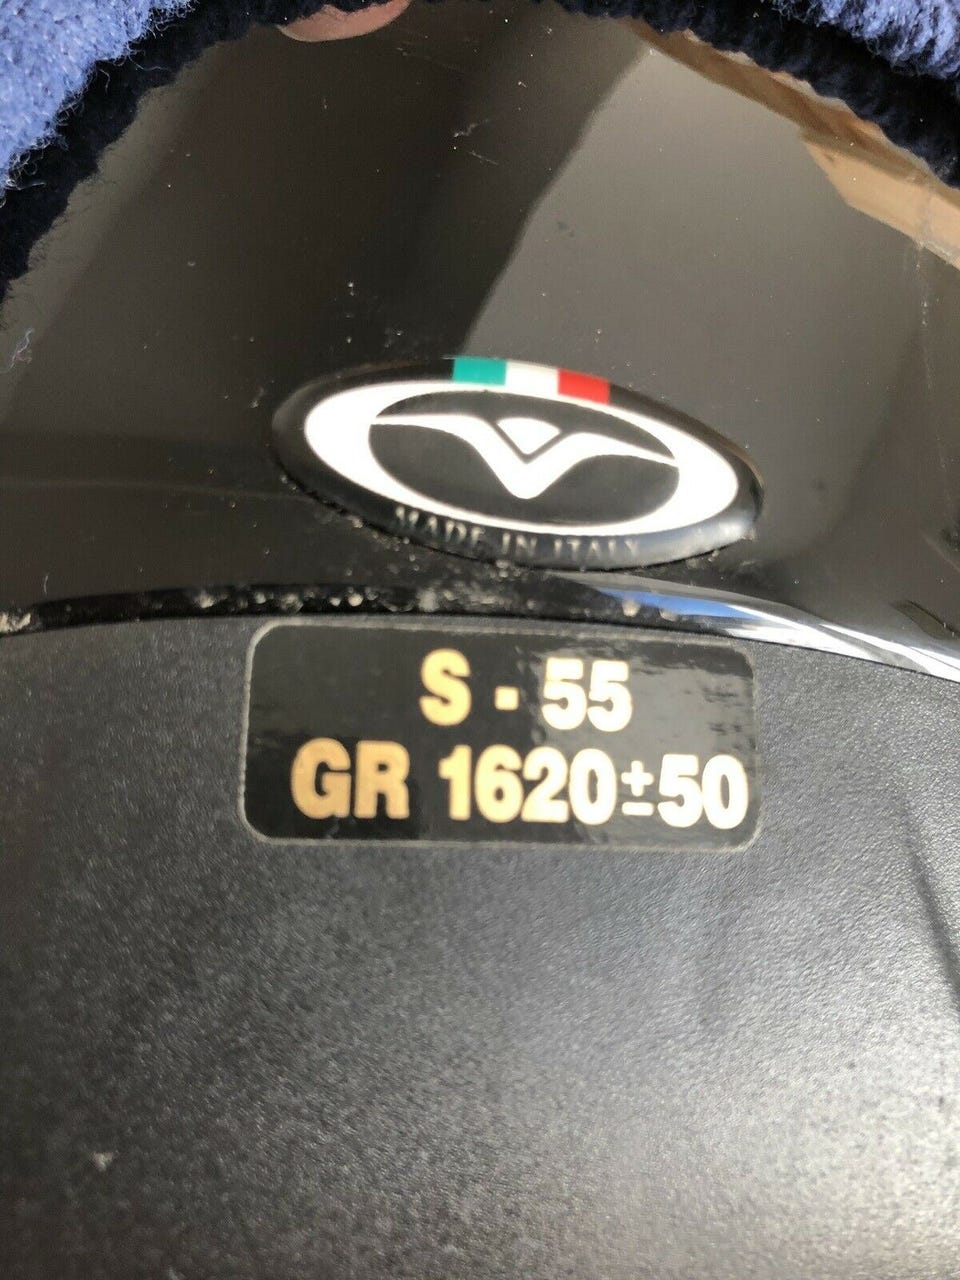 MADE IN ITALY
S - 55
GR 1620±50